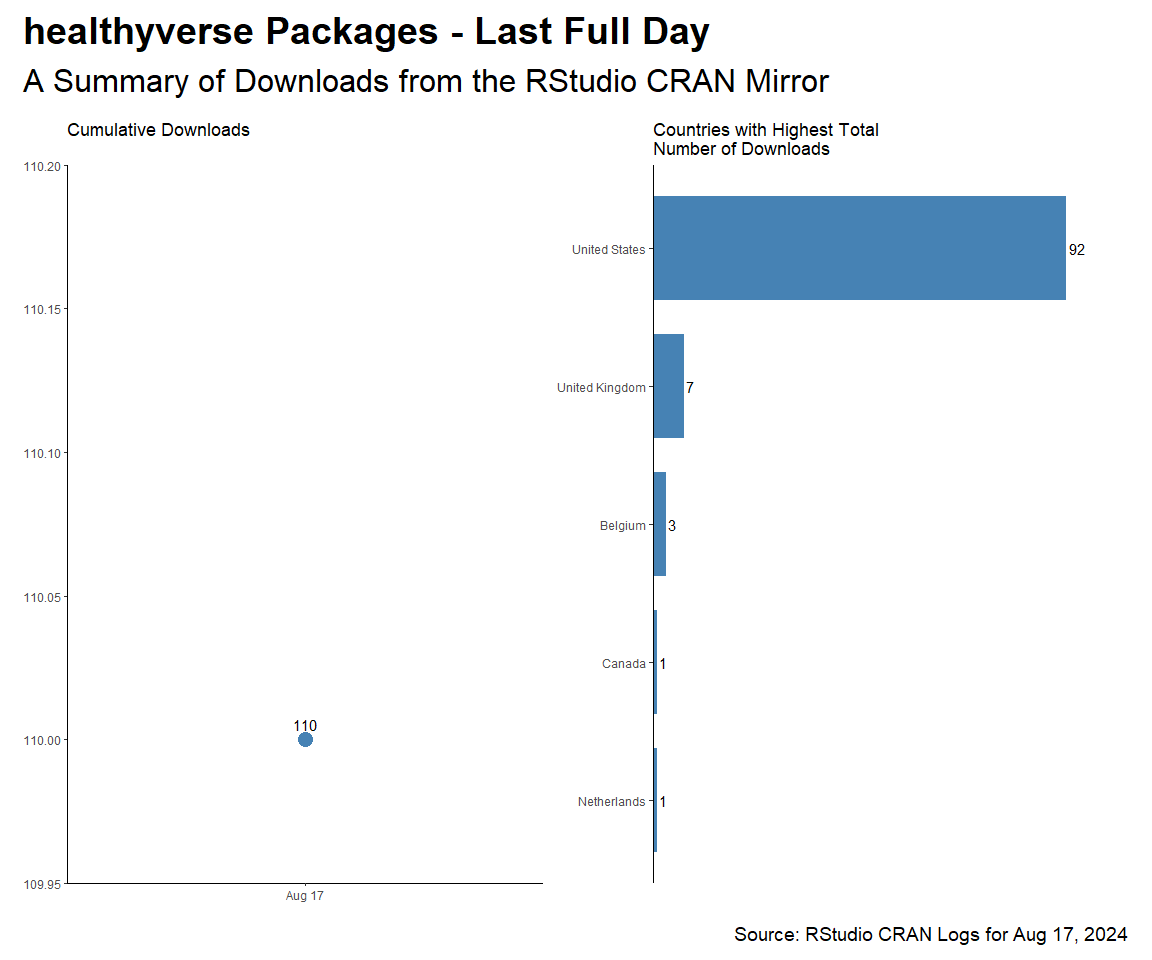 healthyverse Packages - Last Full Day
A Summary of Downloads from the RStudio CRAN Mirror
Cumulative Downloads
110.20
110.15
110.10
110.05
110.00
109.95
110
Aug 17
Countries with Highest Total
Number of Downloads
United States
92
United Kingdom
7
Belgium
3
Canada
1
Netherlands
1
Source: RStudio CRAN Logs for Aug 17, 2024